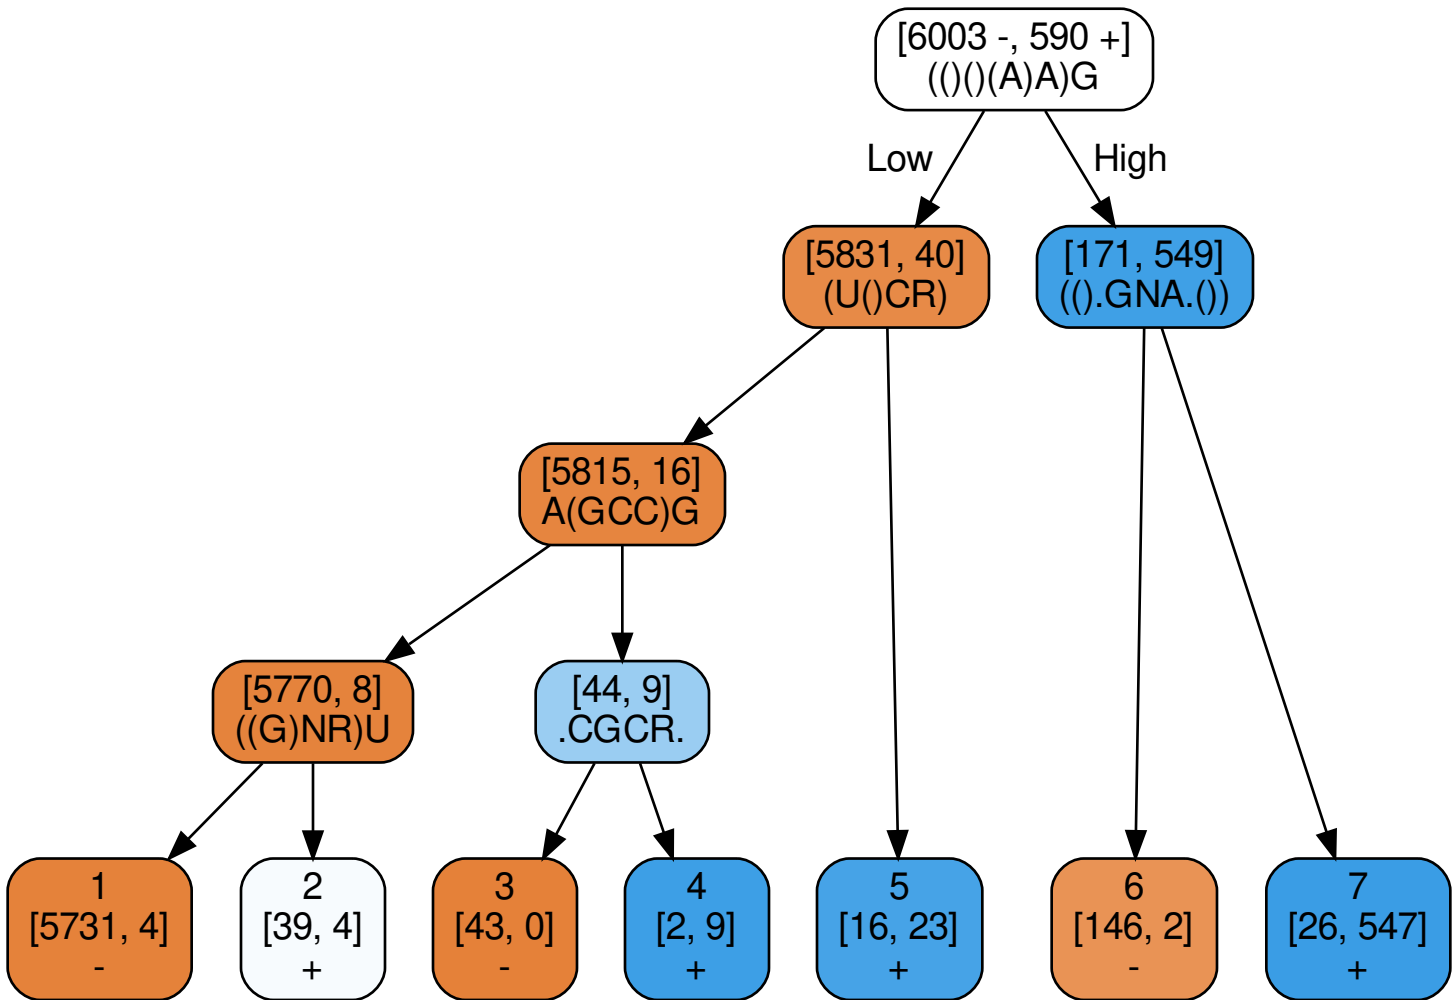 [6003 -, 590 +]
(()()(A)A)G
Low
High
[5831, 40]
(U()CR)
[171, 549]
(().GNA.())
[5815, 16]
A(GCC)G
[5770, 8]
((G)NR)U
[44, 9]
.CGCR.
1
[5731, 4]
-
2
[39, 4]
+
3
[43, 0]
-
4
[2, 9]
+
5
[16, 23]
+
6
[146, 2]
-
7
[26, 547]
+